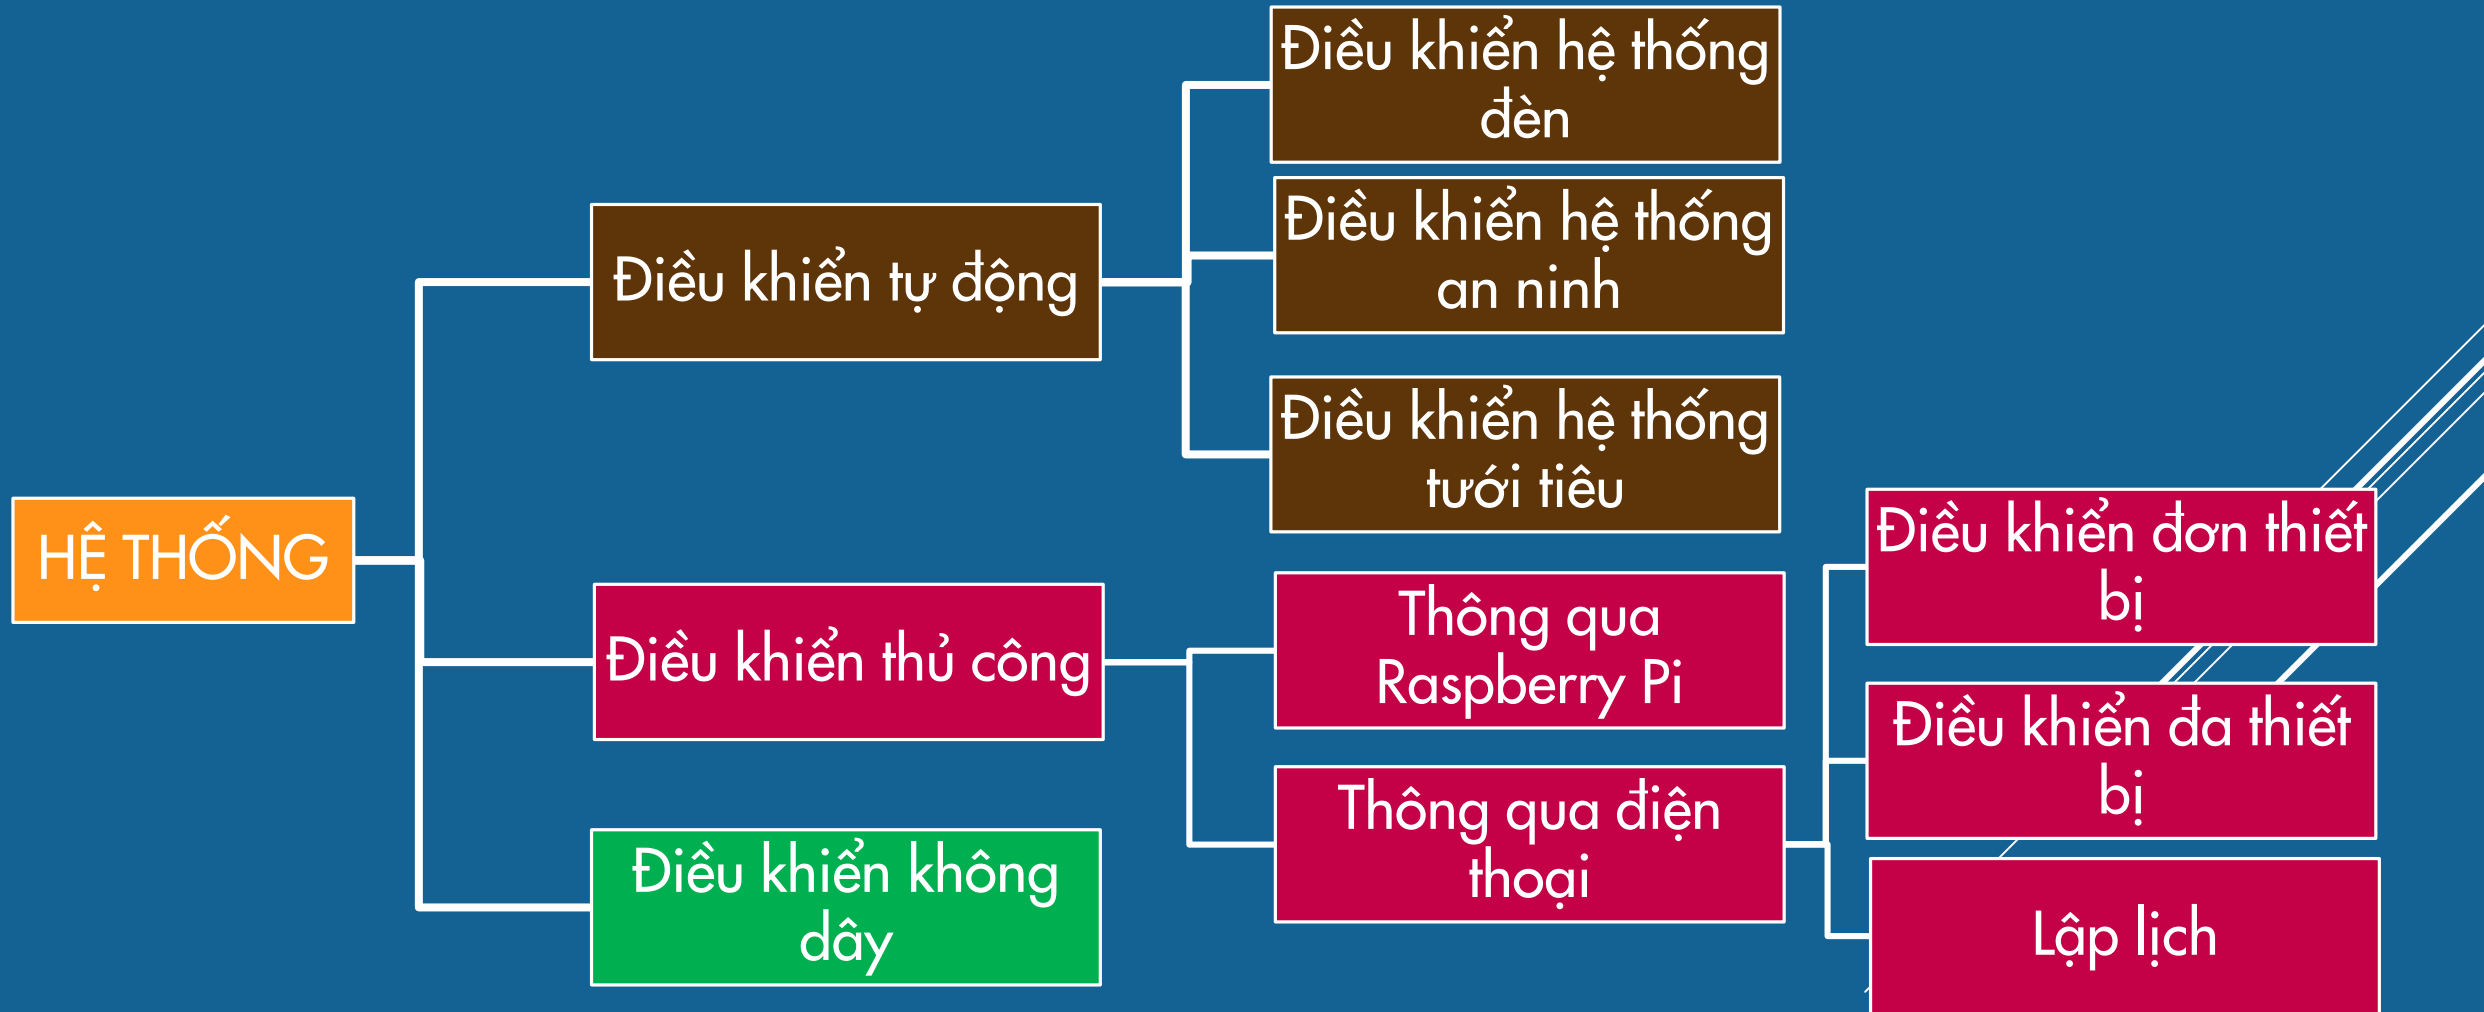 HỆ THỐNG
Điều khiển tự động
Điều khiển hệ thống
đèn
Điều khiển hệ thống
an ninh
Điều khiển hệ thống
tưới tiêu
Điều khiển thủ công
Thông qua
Raspberry Pi
Thông qua điện
thoại
Điều khiển đơn thiết
bị
Điều khiển đa thiết
bị
Lập lịch
Điều khiển không
dây